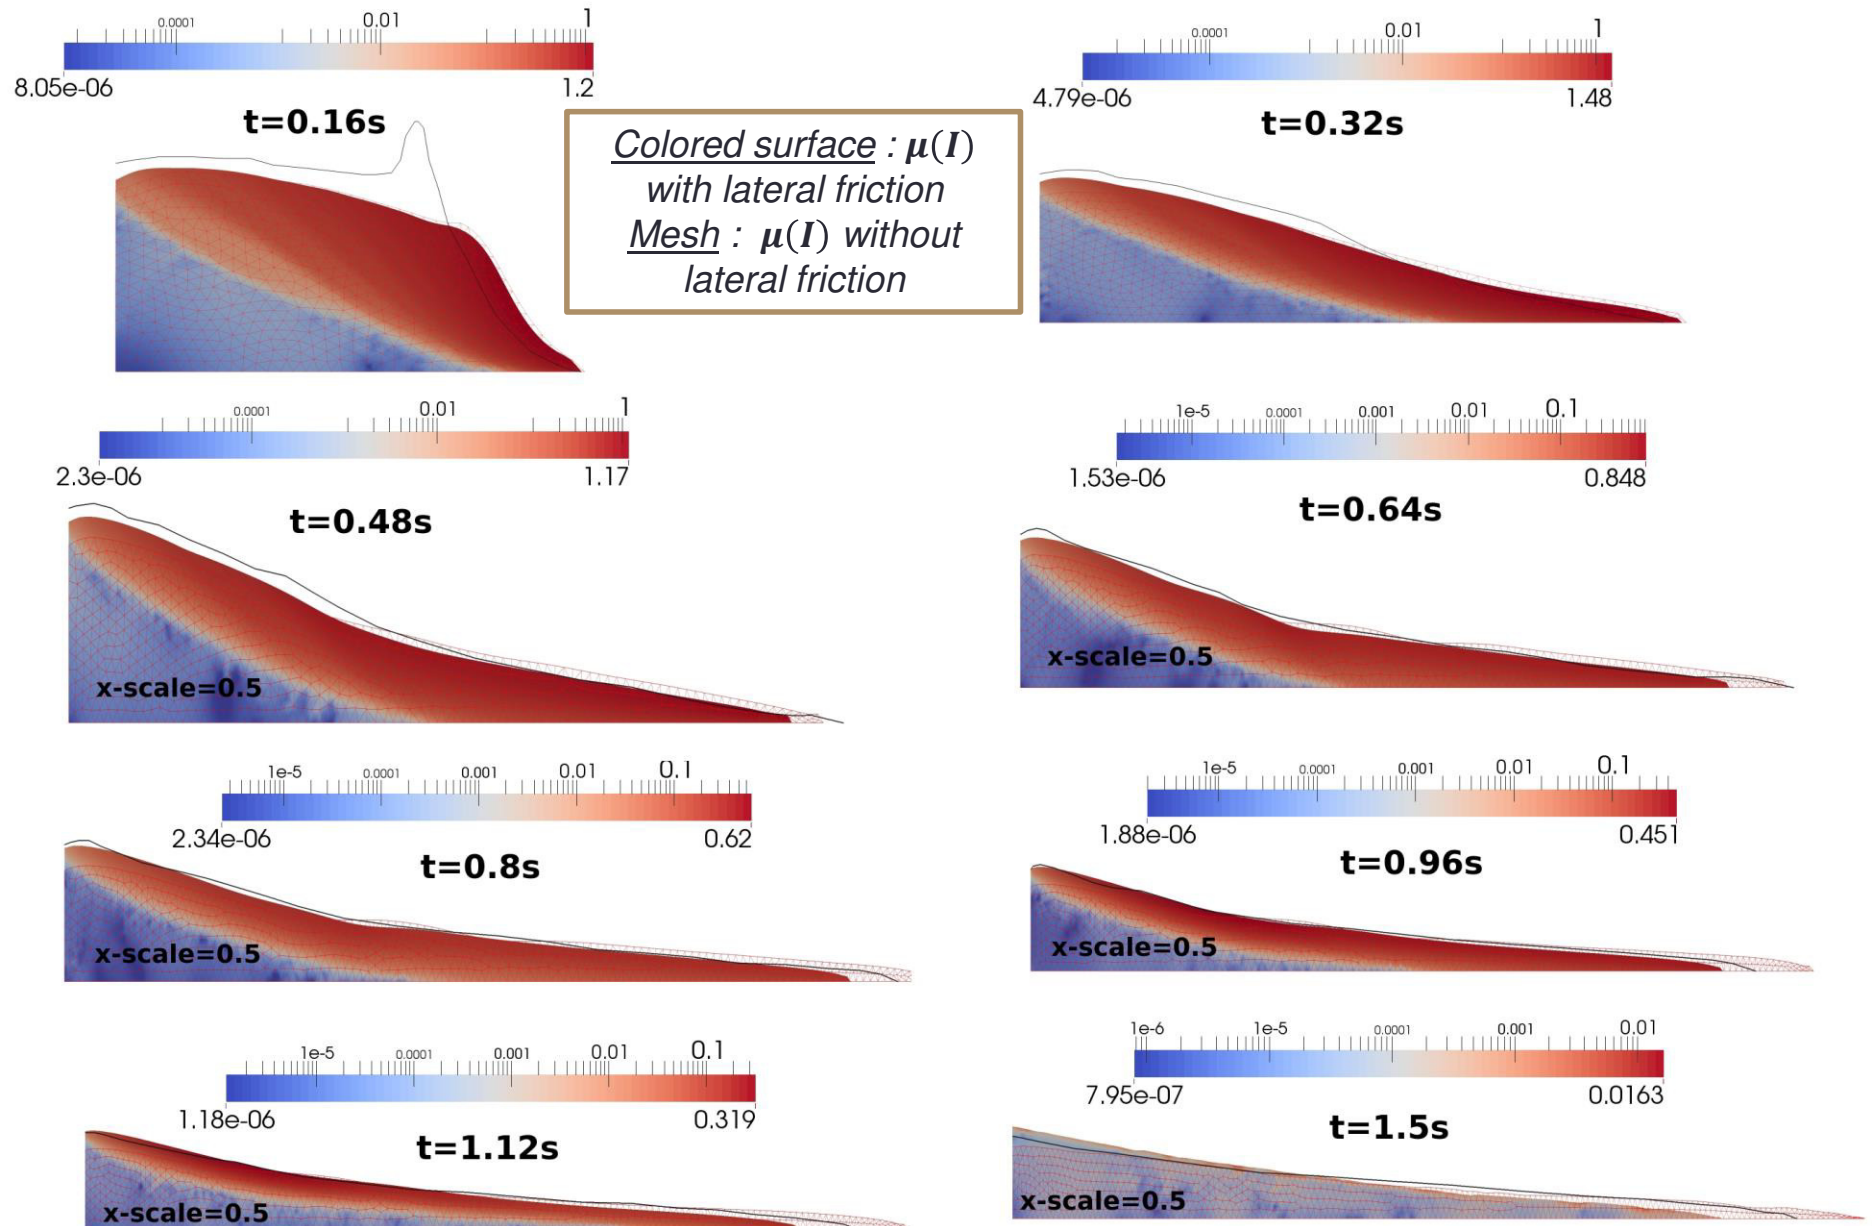 0.0001 0.01 1
8.05e-06 1.2
t=0.16s
Colored surface : μ(I)
with lateral friction
Mesh : μ(I) without
lateral friction
0.0001 0.01 1
4.79e-06 1.48
t=0.32s
0.0001 0.01 1
2.3e-06 1.17
t=0.48s
x-scale=0.5
1e-5 0.0001 0.001 0.01 0.1
1.53e-06 0.848
t=0.64s
x-scale=0.5
1e-5 0.0001 0.001 0.01 0.1
2.34e-06 0.62
t=0.8s
x-scale=0.5
1e-5 0.0001 0.001 0.01 0.1
1.88e-06 0.451
t=0.96s
x-scale=0.5
1e-5 0.0001 0.001 0.01 0.1
1.18e-06 0.319
t=1.12s
x-scale=0.5
1e-6 1e-5 0.0001 0.001 0.01
7.95e-07 0.0163
t=1.5s
x-scale=0.5